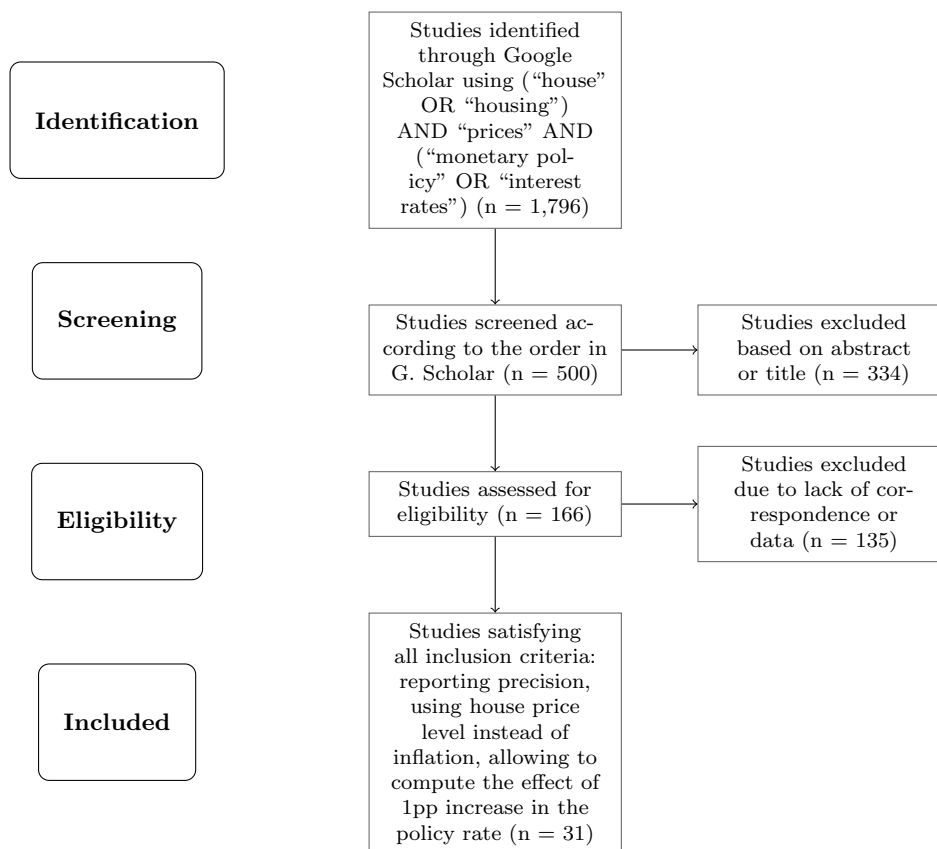 Identification
Studies identified
through Google
Scholar using (“house”
OR “housing”)
AND “prices” AND
(“monetary pol-
icy” OR “interest
rates”) (n = 1,796)
Screening
Studies screened ac-
cording to the order in
G. Scholar (n = 500)
Studies excluded
based on abstract
or title (n = 334)
Eligibility
Studies assessed for
eligibility (n = 166)
Studies excluded
due to lack of cor-
respondence or
data (n = 135)
Included
Studies satisfying
all inclusion criteria:
reporting precision,
using house price
level instead of
inflation, allowing to
compute the effect of
1pp increase in the
policy rate (n = 31)